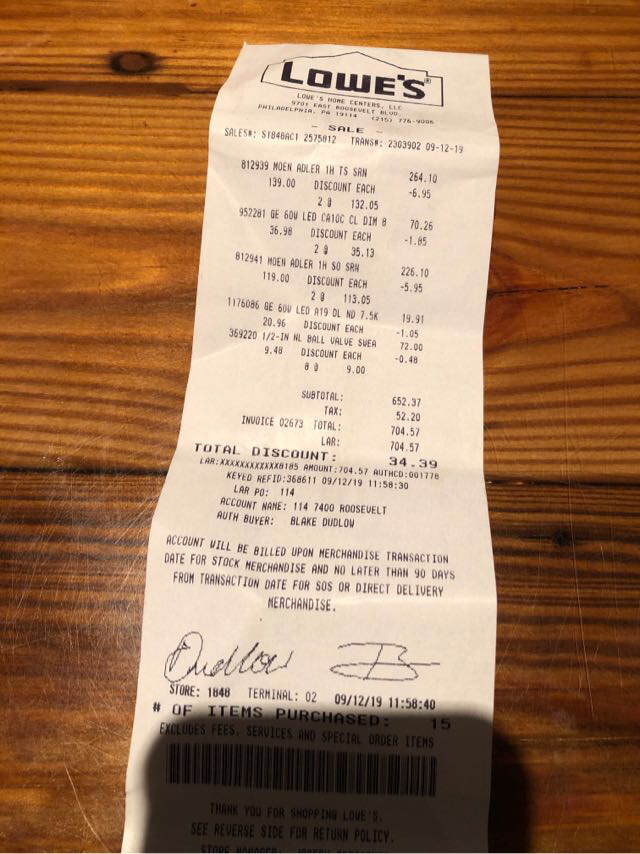 LOWE'S
LOWE'S HOME CENTERS, LLC
9701 EAST ROOSEVELT BLVD.
PHILADELPHIA, PA 19114 (215) 776-9006
- SALE -
SALES#: S1848AC1 2575812 TRANS#: 2303902 09-12-19
812939 MOEN ADLER 1H TS SRN 264.10
139.00 DISCOUNT EACH -6.95
2 @ 132.05
952281 GE 60W LED CA10C CL DIM 8 70.26
36.98 DISCOUNT EACH -1.85
2 @ 35.13
812941 MOEN ADLER 1H SO SRN 226.10
119.00 DISCOUNT EACH -5.95
2 @ 113.05
1176086 GE 60W LED A19 DL ND 7.5K 19.91
20.96 DISCOUNT EACH -1.05
369220 1/2-IN NL BALL VALVE SWEA 72.00
9.48 DISCOUNT EACH -0.48
8 @ 9.00
SUBTOTAL: 652.37
TAX: 52.20
INVOICE 02673 TOTAL: 704.57
LAR: 704.57
TOTAL DISCOUNT: 34.39
LAR:XXXXXXXXXXXX8185 AMOUNT:704.57 AUTHCD:001778
KEYED REFID:368611 09/12/19 11:58:30
LAR PO: 114
ACCOUNT NAME: 114 7400 ROOSEVELT
AUTH BUYER: BLAKE DUDLOW
ACCOUNT WILL BE BILLED UPON MERCHANDISE TRANSACTION
DATE FOR STOCK MERCHANDISE AND NO LATER THAN 90 DAYS
FROM TRANSACTION DATE FOR SOS OR DIRECT DELIVERY
MERCHANDISE.
Dudlow B
STORE: 1848 TERMINAL: 02 09/12/19 11:58:40
# OF ITEMS PURCHASED: 15
EXCLUDES FEES, SERVICES AND SPECIAL ORDER ITEMS
THANK YOU FOR SHOPPING LOWE'S.
SEE REVERSE SIDE FOR RETURN POLICY.
STORE MANAGER: